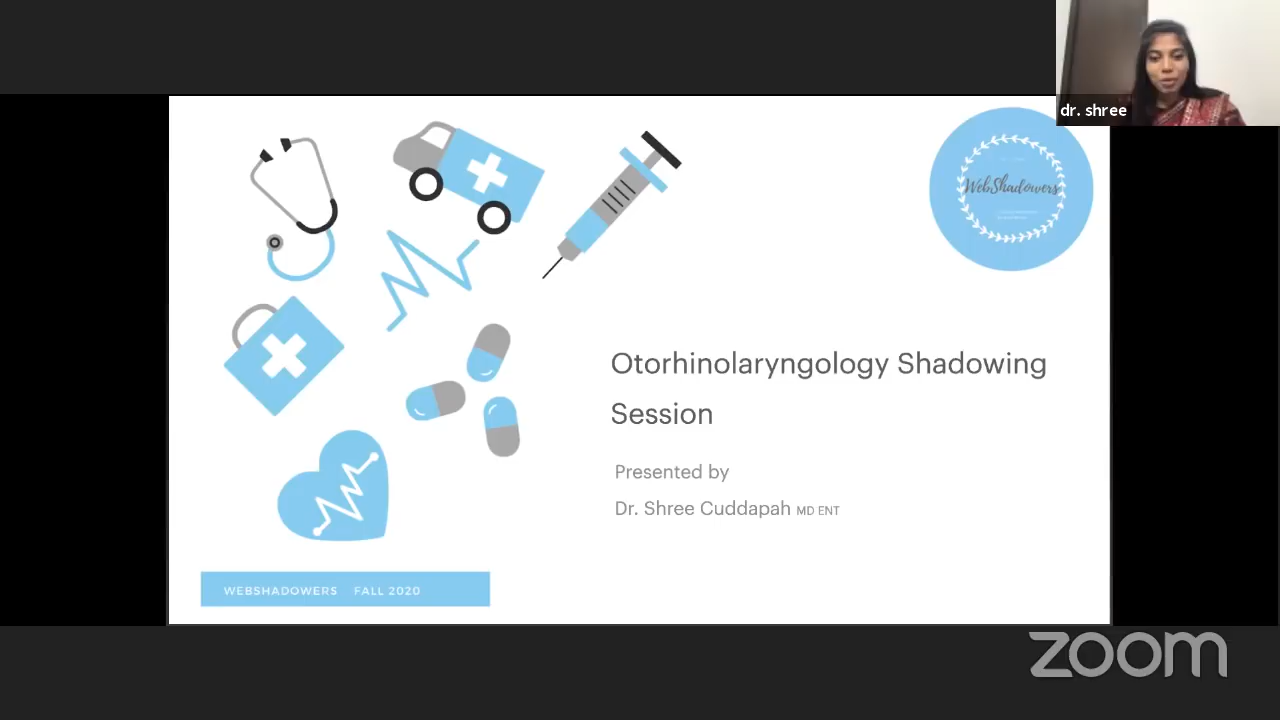 dr. shree
WebShadowers
Otorhinolaryngology Shadowing
Session
Presented by
Dr. Shree Cuddapah MD ENT
WEBSHADOWERS FALL 2020
zoom